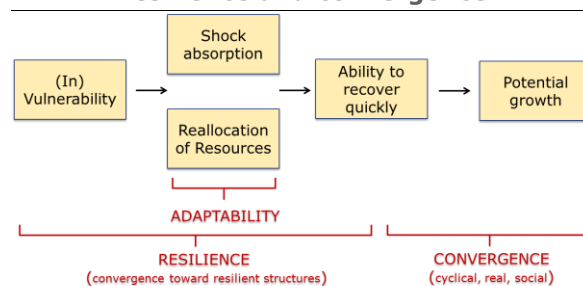 Shock
absorption
(In)
Vulnerability
Ability to
recover
quickly
Potential
growth
Reallocation
of Resources
ADAPTABILITY
RESILIENCE
(convergence toward resilient structures)
CONVERGENCE
(cyclical, real, social)